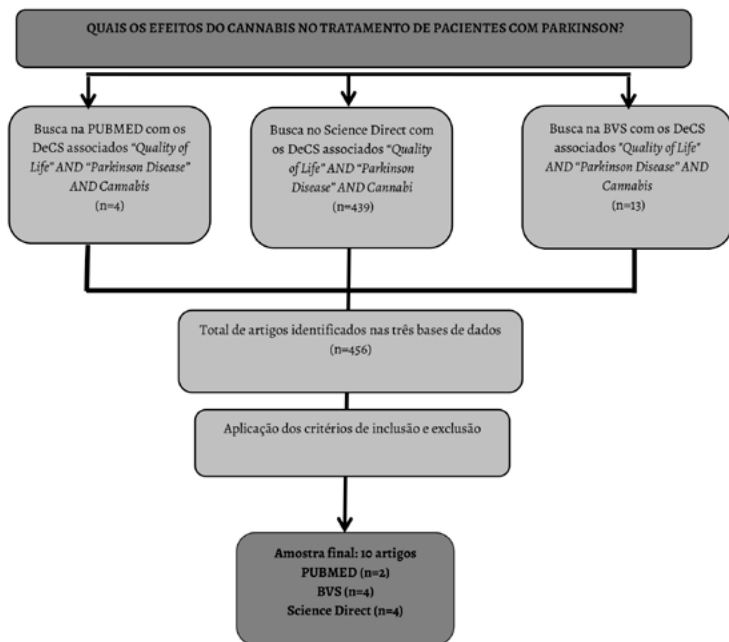 QUAIS OS EFEITOS DO CANNABIS NO TRATAMENTO DE PACIENTES COM PARKINSON?
Busca na PUBMED com os
DeCS associados “Quality of
Life” AND “Parkinson Disease”
AND Cannabis
(n=4)
Busca no Science Direct com
os DeCS associados “Quality
of Life” AND “Parkinson
Disease” AND Cannabi
(n=439)
Busca na BVS com os DeCS
associados “Quality of Life”
AND “Parkinson Disease” AND
Cannabis
(n=13)
Total de artigos identificados nas três bases de dados
(n=456)
Aplicação dos critérios de inclusão e exclusão
Amostra final: 10 artigos
PUBMED (n=2)
BVS (n=4)
Science Direct (n=4)